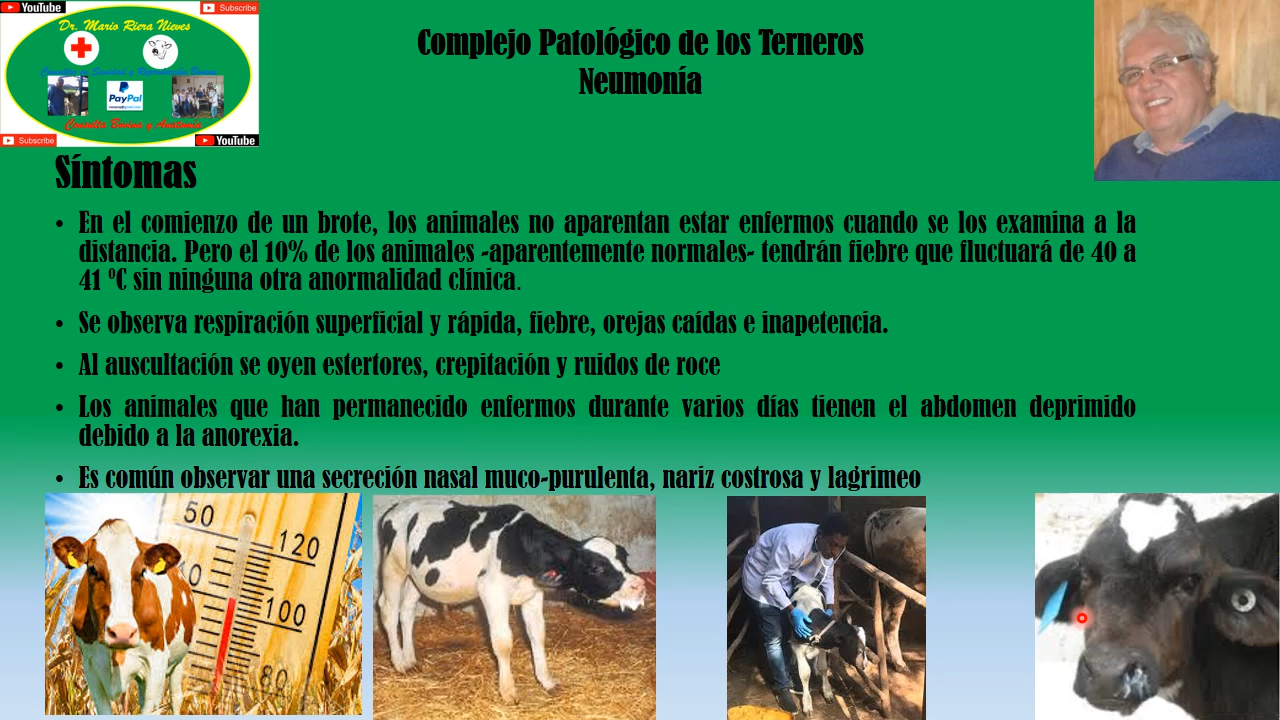 YouTube
Subscribe
Dr. Mario Riera Nieves
PayPal
Consulta Bovina y Anatomía
Subscribe
YouTube
Complejo Patológico de los Terneros
Neumonía
Síntomas
• En el comienzo de un brote, los animales no aparentan estar enfermos cuando se los examina a la
distancia. Pero el 10% de los animales -aparentemente normales- tendrán fiebre que fluctuará de 40 a
41 ºC sin ninguna otra anormalidad clínica.
• Se observa respiración superficial y rápida, fiebre, orejas caídas e inapetencia.
• Al auscultación se oyen estertores, crepitación y ruidos de roce
• Los animales que han permanecido enfermos durante varios días tienen el abdomen deprimido
debido a la anorexia.
• Es común observar una secreción nasal muco-purulenta, nariz costrosa y lagrimeo
50
120
100
80